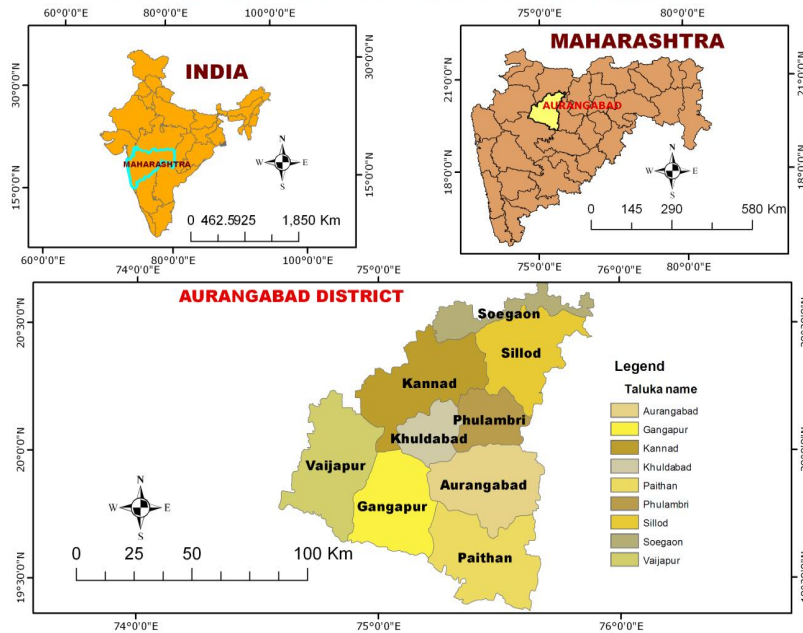 60°0'0"E 80°0'0"E 100°0'0"E
INDIA
30°0'0"N
30°0'0"N
MAHARASHTRA
15°0'0"N
15°0'0"N
N
W E
S
0 462.5925 1,850 Km
60°0'0"E 80°0'0"E 100°0'0"E
75°0'0"E 80°0'0"E
MAHARASHTRA
21°0'0"N
21°0'0"N
AURANGABAD
18°0'0"N
18°0'0"N
N
W E
S
0 145 290 580 Km
75°0'0"E 80°0'0"E
74°0'0"E 75°0'0"E 76°0'0"E
AURANGABAD DISTRICT
20°30'0"N
Soegaon
Sillod
Kannad
Phulambri
Khuldabad
20°0'0"N
Vaijapur
Aurangabad
Gangapur
Paithan
19°30'0"N
N
W E
S
0 25 50 100 Km
Legend
Taluka name
Aurangabad
Gangapur
Kannad
Khuldabad
Paithan
Phulambri
Sillod
Soegaon
Vaijapur
74°0'0"E 75°0'0"E 76°0'0"E